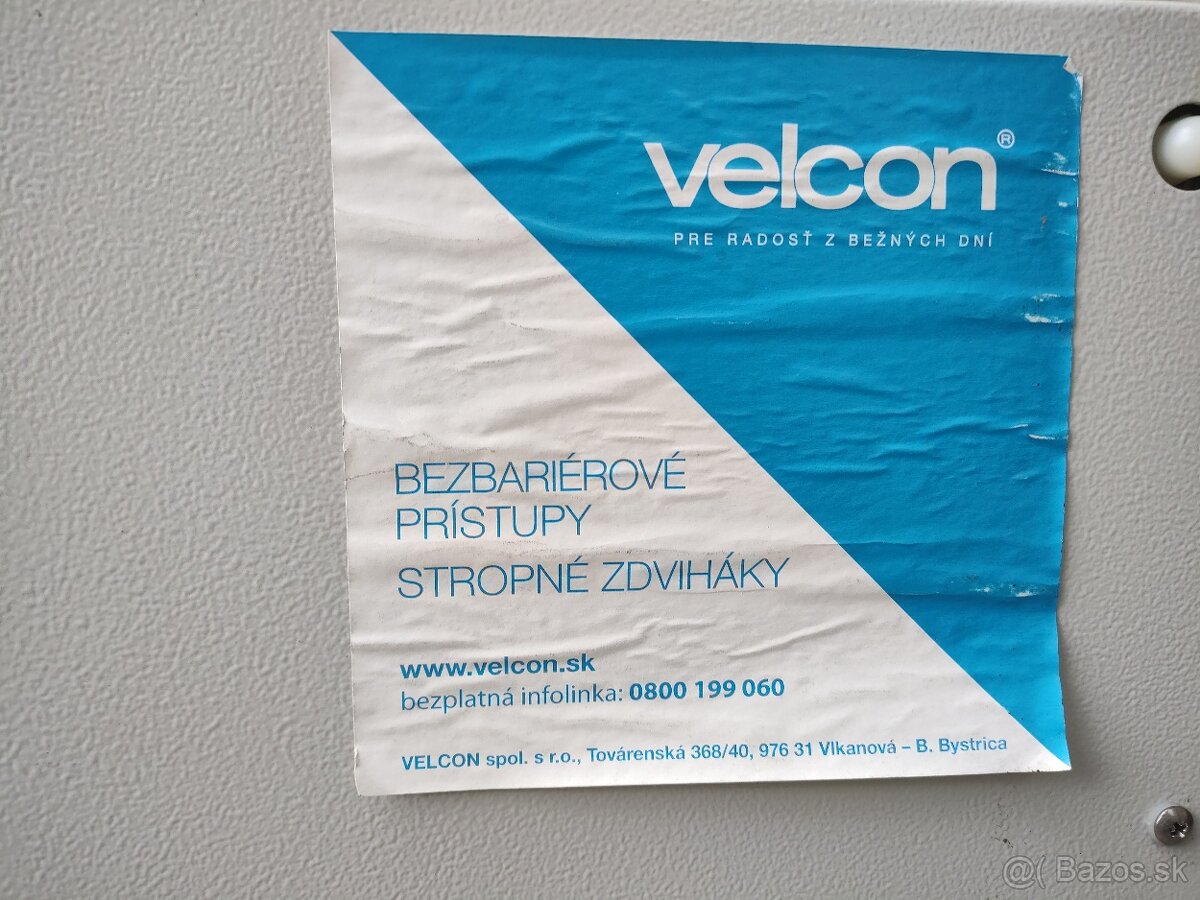 velcon®
PRE RADOSŤ Z BEŽNÝCH DNÍ
BEZBARIÉROVÉ
PRÍSTUPY
STROPNÉ ZDVIHÁKY
www.velcon.sk
bezplatná infolinka: 0800 199 060
VELCON spol. s r.o., Továrenská 368/40, 976 31 Vlkanová – B. Bystrica
@( Bazos.sk